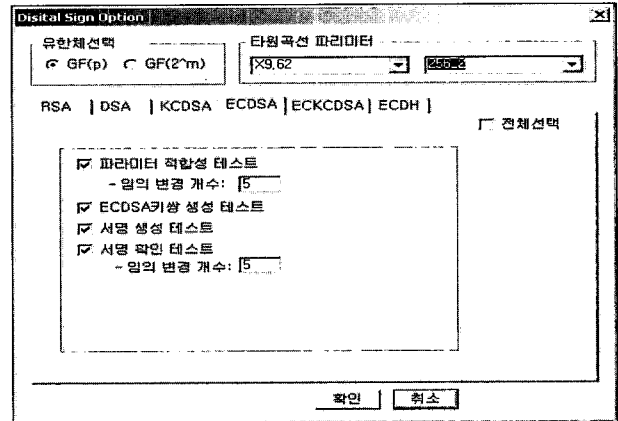 Disital Sign Option
유한체선택
GF(p) GF(2^m)
타원곡선 파리미터
X9.62 256_2
RSA DSA KCDSA ECDSA ECKCDSA ECDH
전체선택
파라미터 적합성 테스트
- 임의 변경 개수: 5
ECDSA키쌍 생성 테스트
서명 생성 테스트
서명 확인 테스트
- 임의 변경 개수: 5
확인 취소